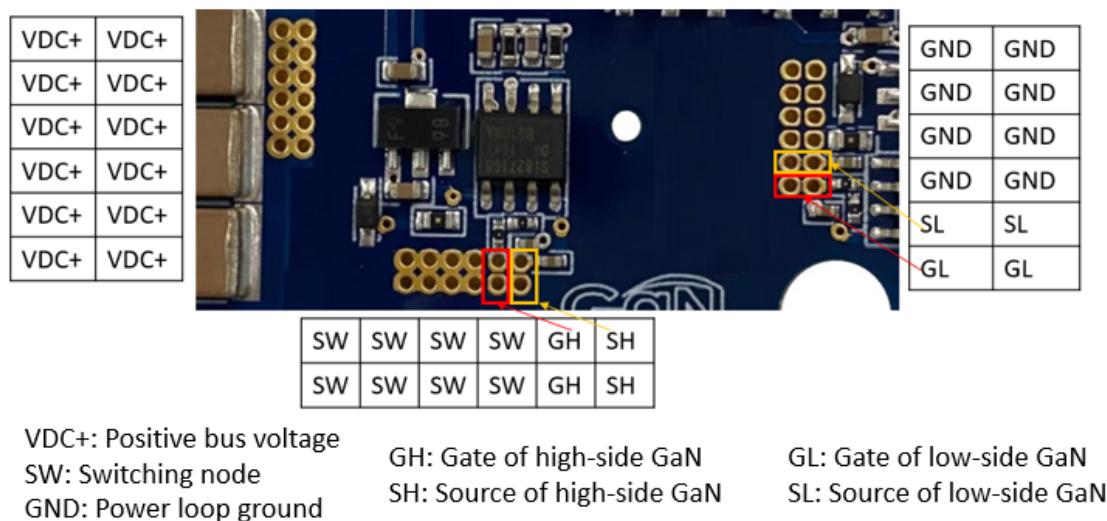 VDC+ VDC+
VDC+ VDC+
VDC+ VDC+
VDC+ VDC+
VDC+ VDC+
VDC+ VDC+
GND GND
GND GND
GND GND
GND GND
SL SL
GL GL
F9 98
GaN
SW SW SW SW GH SH
SW SW SW SW GH SH
VDC+: Positive bus voltage
SW: Switching node
GND: Power loop ground
GH: Gate of high-side GaN
SH: Source of high-side GaN
GL: Gate of low-side GaN
SL: Source of low-side GaN